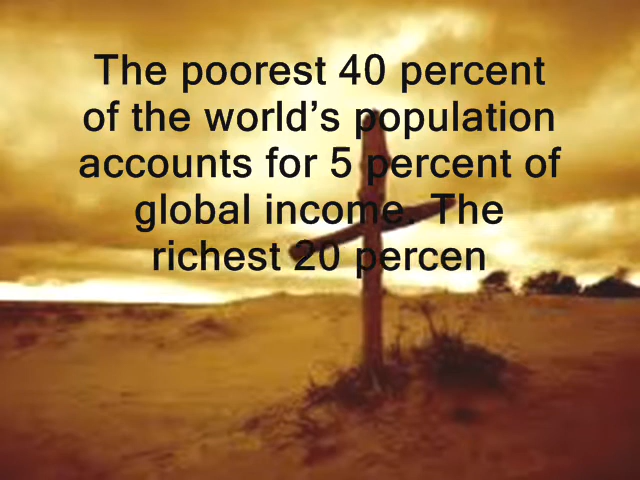 The poorest 40 percent
of the world’s population
accounts for 5 percent of
global income. The
richest 20 percen